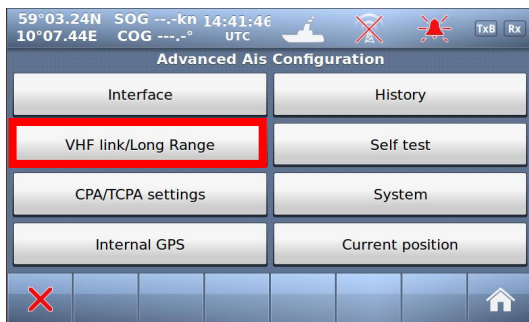 59°03.24N SOG --.-kn 14:41:46
10°07.44E COG ---.-° UTC
TxB Rx
Advanced Ais Configuration
Interface
History
VHF link/Long Range
Self test
CPA/TCPA settings
System
Internal GPS
Current position